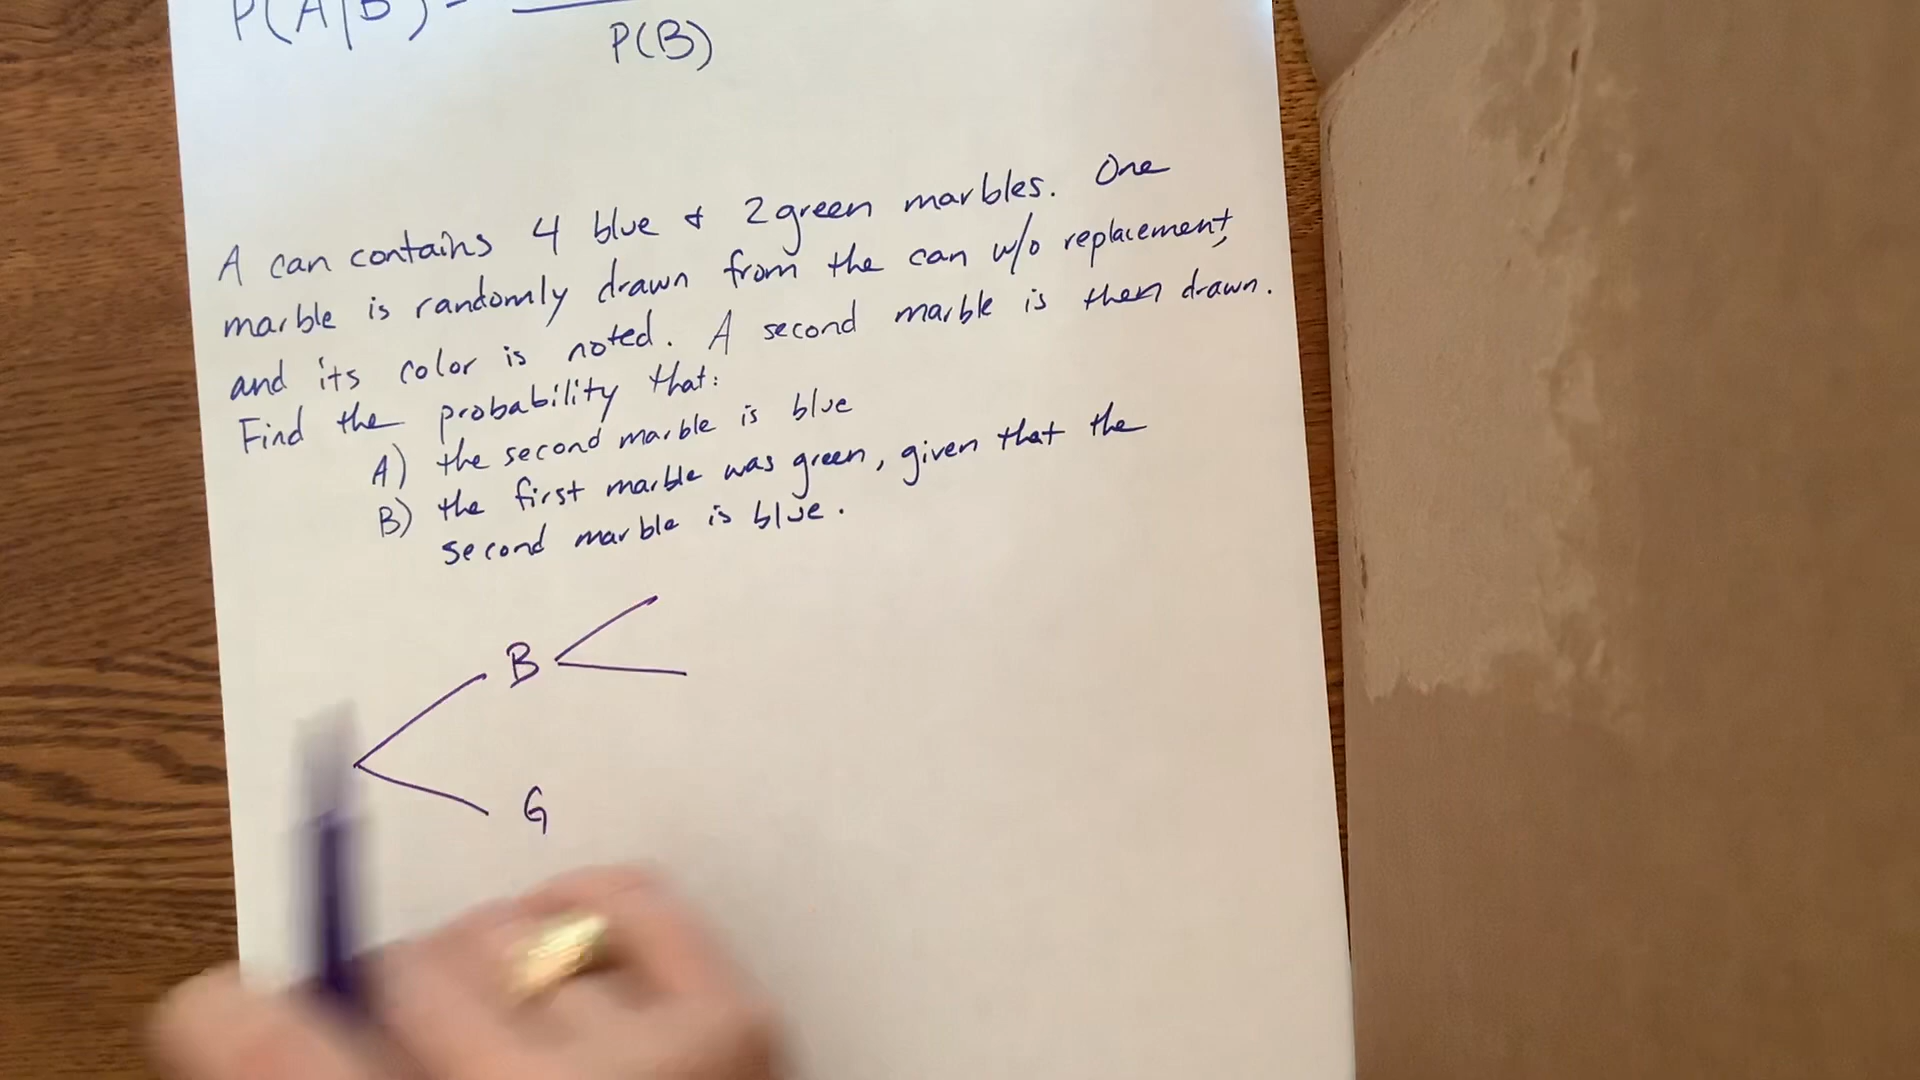 P(A|B) =
P(B)
A can contains 4 blue & 2 green marbles. One
marble is randomly drawn from the can w/o replacement,
and its color is noted. A second marble is then drawn.
Find the probability that:
A) the second marble is blue
B) the first marble was green, given that the
second marble is blue.
B
G